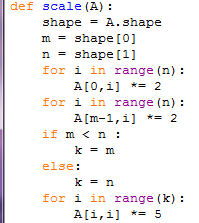 def scale(A):
    shape = A.shape
    m = shape[0]
    n = shape[1]
    for i in range(n):
        A[0,i] *= 2
    for i in range(n):
        A[m-1,i] *= 2
    if m < n :
        k = m
    else:
        k = n
    for i in range(k):
        A[i,i] *= 5